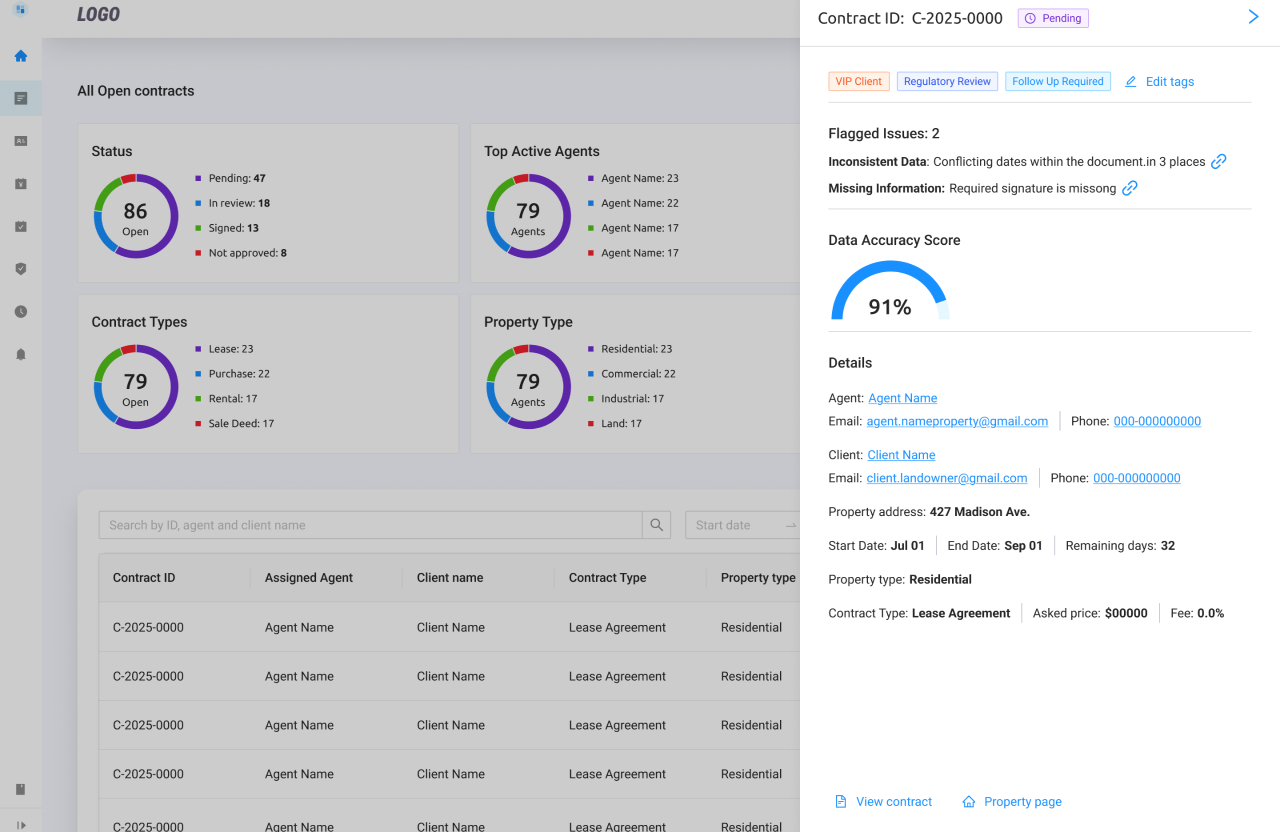 LOGO
All Open contracts
Status
86
Open
Pending: 47
In review: 18
Signed: 13
Not approved: 8
Top Active Agents
79
Agents
Agent Name: 23
Agent Name: 22
Agent Name: 17
Agent Name: 17
Contract Types
79
Open
Lease: 23
Purchase: 22
Rental: 17
Sale Deed: 17
Property Type
79
Agents
Residential: 23
Commercial: 22
Industrial: 17
Land: 17
Search by ID, agent and client name
Start date
Contract ID Assigned Agent Client name Contract Type Property type
C-2025-0000 Agent Name Client Name Lease Agreement Residential
C-2025-0000 Agent Name Client Name Lease Agreement Residential
C-2025-0000 Agent Name Client Name Lease Agreement Residential
C-2025-0000 Agent Name Client Name Lease Agreement Residential
C-2025-0000 Agent Name Client Name Lease Agreement Residential
Contract ID: C-2025-0000 Pending
VIP Client Regulatory Review Follow Up Required Edit tags
Flagged Issues: 2
Inconsistent Data: Conflicting dates within the document.in 3 places
Missing Information: Required signature is missong
Data Accuracy Score
91%
Details
Agent: Agent Name
Email: agent.nameproperty@gmail.com Phone: 000-000000000
Client: Client Name
Email: client.landowner@gmail.com Phone: 000-000000000
Property address: 427 Madison Ave.
Start Date: Jul 01 End Date: Sep 01 Remaining days: 32
Property type: Residential
Contract Type: Lease Agreement Asked price: $00000 Fee: 0.0%
View contract Property page